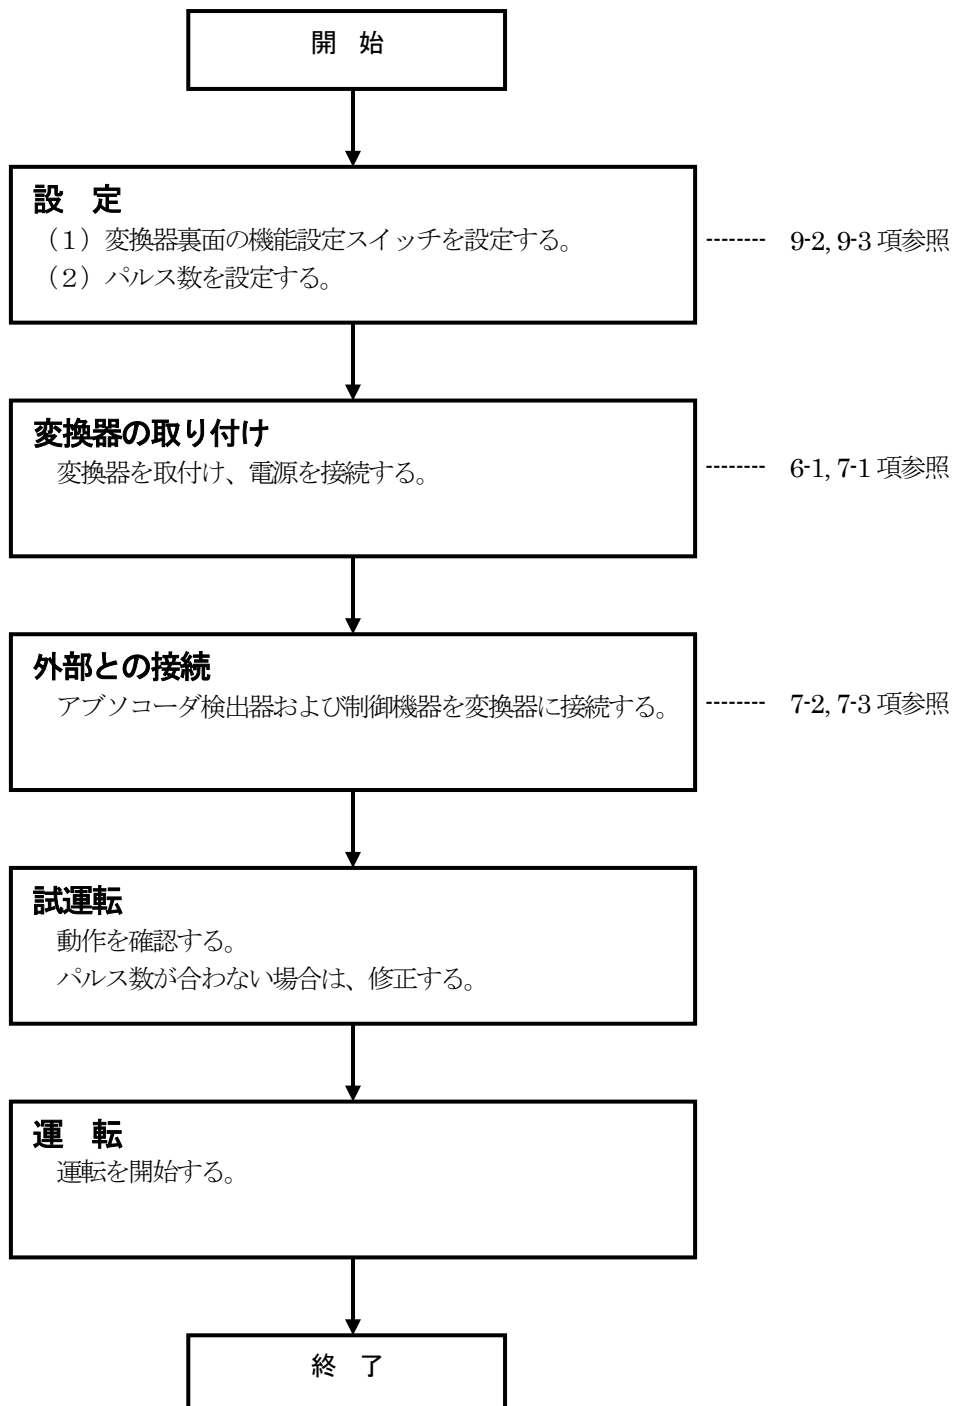 開 始
設 定
(1)変換器裏面の機能設定スイッチを設定する。
-------- 9-2, 9-3 項参照
(2)パルス数を設定する。
変換器の取り付け
変換器を取付け、電源を接続する。
-------- 6-1, 7-1 項参照
外部との接続
アブソコーダ検出器および制御機器を変換器に接続する。
-------- 7-2, 7-3 項参照
試運転
動作を確認する。
パルス数が合わない場合は、修正する。
運 転
運転を開始する。
終 了